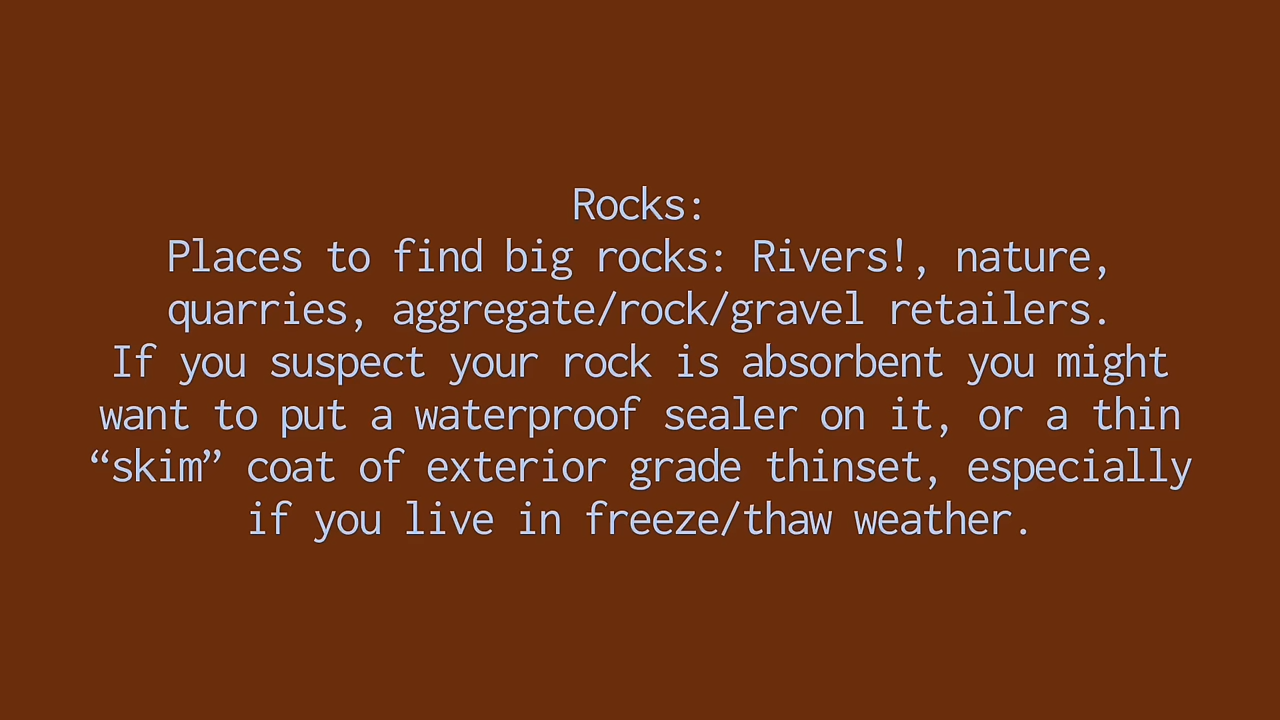 Rocks:
Places to find big rocks: Rivers!, nature,
quarries, aggregate/rock/gravel retailers.
If you suspect your rock is absorbent you might
want to put a waterproof sealer on it, or a thin
“skim” coat of exterior grade thinset, especially
if you live in freeze/thaw weather.